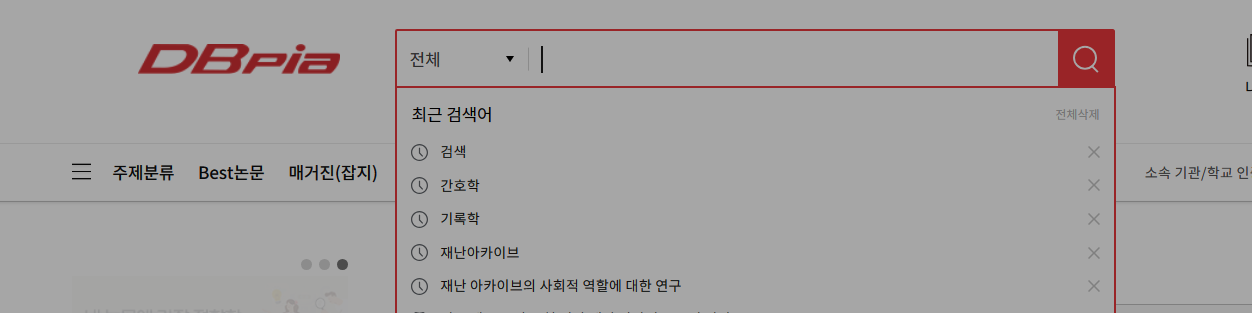 DBpia
전체
최근 검색어
전체삭제
검색
간호학
기록학
재난아카이브
재난 아카이브의 사회적 역할에 대한 연구
주제분류
Best논문
매거진(잡지)
소속 기관/학교